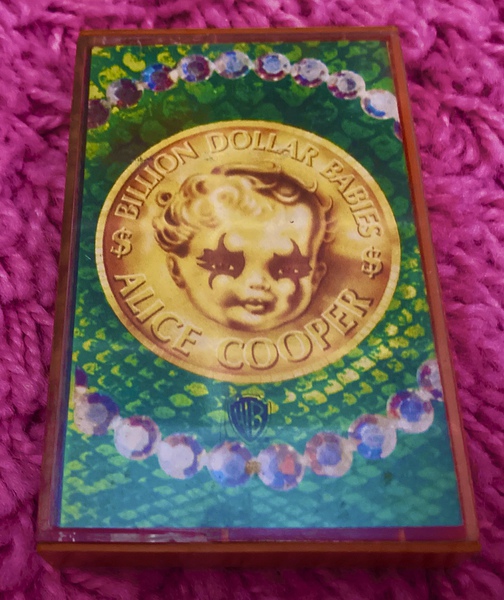 BILLION DOLLAR BABIES
$ $
ALICE COOPER
WB